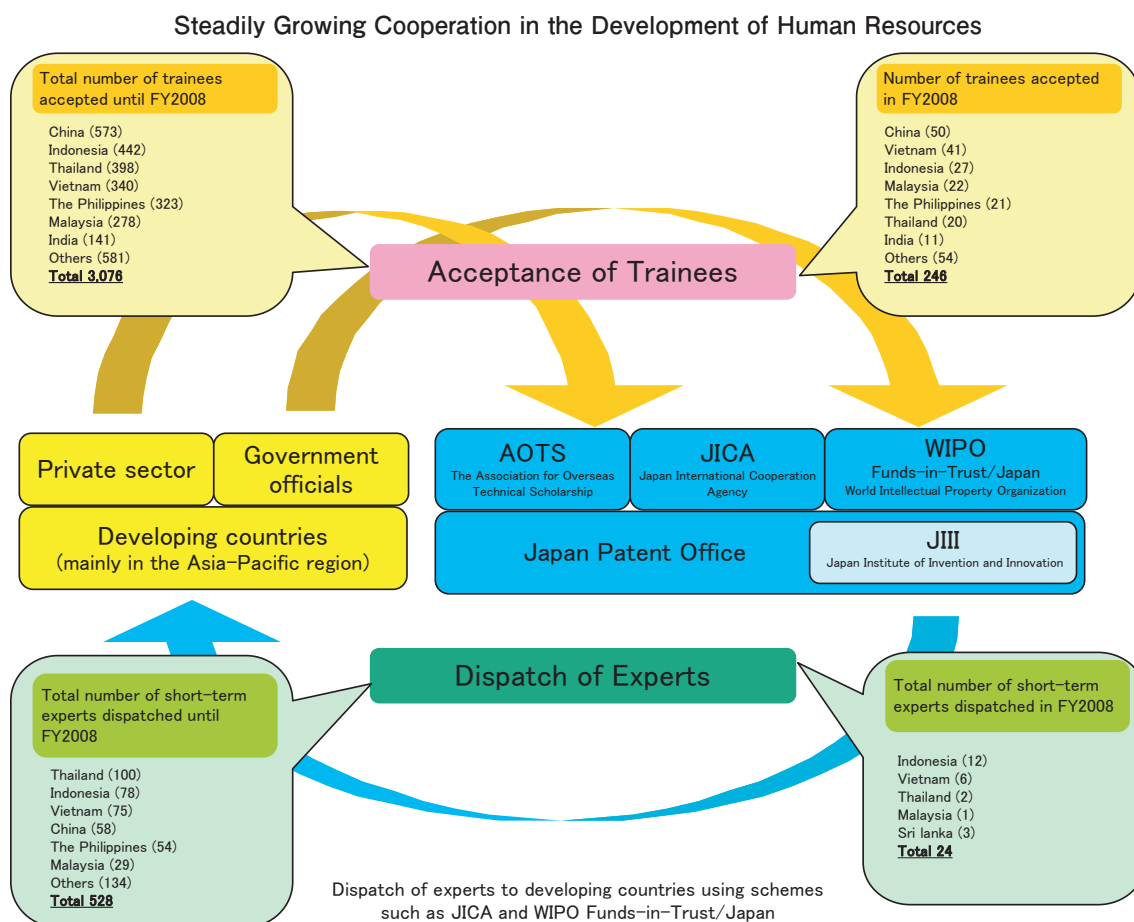 Steadily Growing Cooperation in the Development of Human Resources
Total number of trainees
accepted until FY2008
China (573)
Indonesia (442)
Thailand (398)
Vietnam (340)
The Philippines (323)
Malaysia (278)
India (141)
Others (581)
Total 3,076
Number of trainees accepted
in FY2008
China (50)
Vietnam (41)
Indonesia (27)
Malaysia (22)
The Philippines (21)
Thailand (20)
India (11)
Others (54)
Total 246
Acceptance of Trainees
Private sector
Government
officials
Developing countries
(mainly in the Asia-Pacific region)
AOTS
The Association for Overseas
Technical Scholarship
JICA
Japan International Cooperation
Agency
WIPO
Funds-in-Trust/Japan
World Intellectual Property Organization
Japan Patent Office
JIII
Japan Institute of Invention and Innovation
Dispatch of Experts
Total number of short-term
experts dispatched until
FY2008
Thailand (100)
Indonesia (78)
Vietnam (75)
China (58)
The Philippines (54)
Malaysia (29)
Others (134)
Total 528
Total number of short-term
experts dispatched in FY2008
Indonesia (12)
Vietnam (6)
Thailand (2)
Malaysia (1)
Sri lanka (3)
Total 24
Dispatch of experts to developing countries using schemes
such as JICA and WIPO Funds-in-Trust/Japan